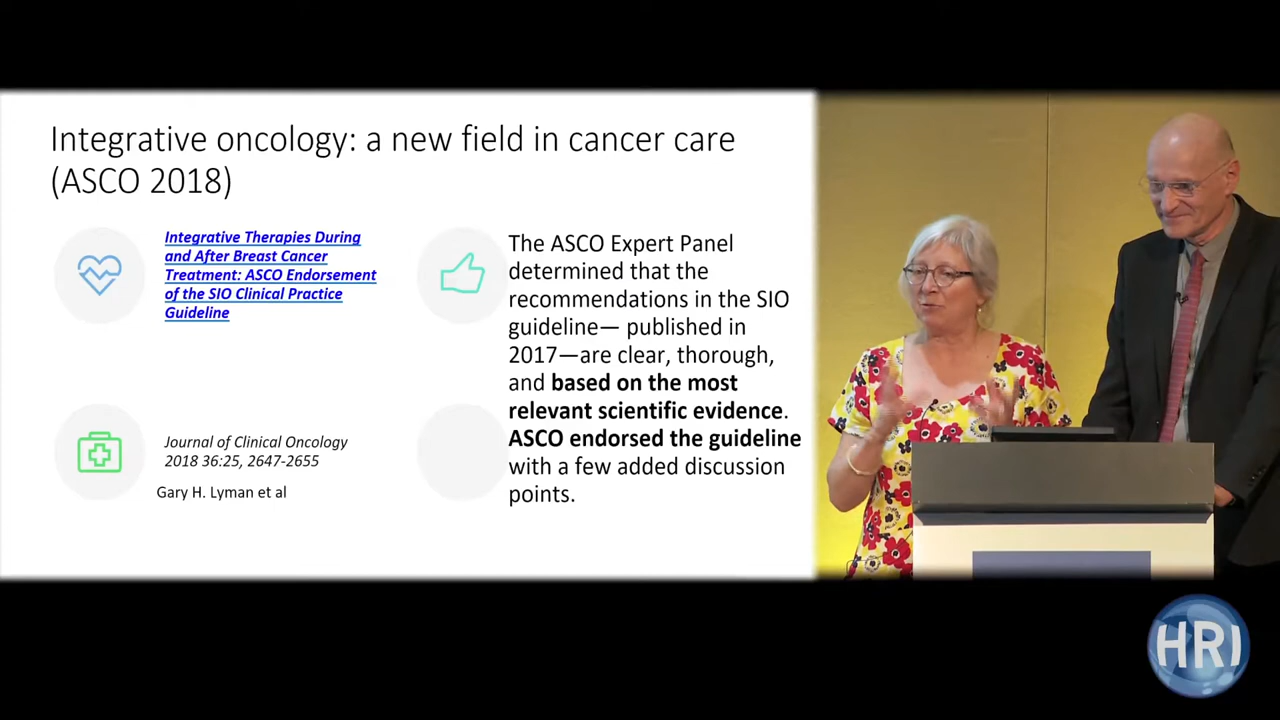 Integrative oncology: a new field in cancer care
(ASCO 2018)
Integrative Therapies During
and After Breast Cancer
Treatment: ASCO Endorsement
of the SIO Clinical Practice
Guideline
Journal of Clinical Oncology
2018 36:25, 2647-2655
Gary H. Lyman et al
The ASCO Expert Panel
determined that the
recommendations in the SIO
guideline— published in
2017—are clear, thorough,
and based on the most
relevant scientific evidence.
ASCO endorsed the guideline
with a few added discussion
points.
HRI